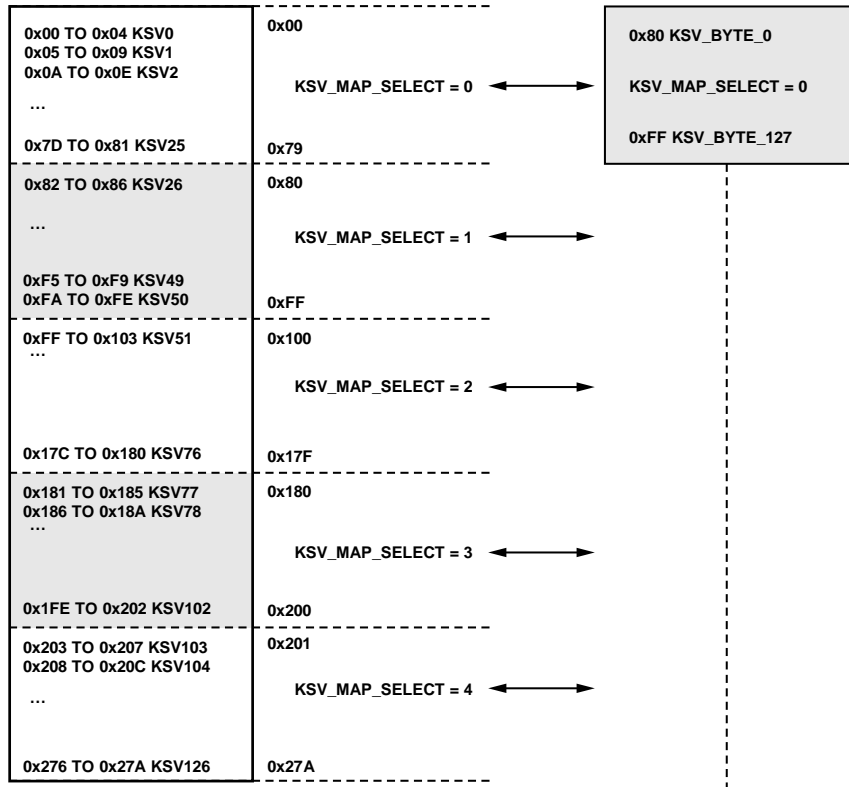 0x00 TO 0x04 KSV0
0x05 TO 0x09 KSV1
0x0A TO 0x0E KSV2
...
0x7D TO 0x81 KSV25
0x00
KSV_MAP_SELECT = 0
0x79
0x80 KSV_BYTE_0
KSV_MAP_SELECT = 0
0xFF KSV_BYTE_127
0x82 TO 0x86 KSV26
...
0xF5 TO 0xF9 KSV49
0xFA TO 0xFE KSV50
0x80
KSV_MAP_SELECT = 1
0xFF
0xFF TO 0x103 KSV51
...
0x17C TO 0x180 KSV76
0x100
KSV_MAP_SELECT = 2
0x17F
0x181 TO 0x185 KSV77
0x186 TO 0x18A KSV78
...
0x1FE TO 0x202 KSV102
0x180
KSV_MAP_SELECT = 3
0x200
0x203 TO 0x207 KSV103
0x208 TO 0x20C KSV104
...
0x276 TO 0x27A KSV126
0x201
KSV_MAP_SELECT = 4
0x27A